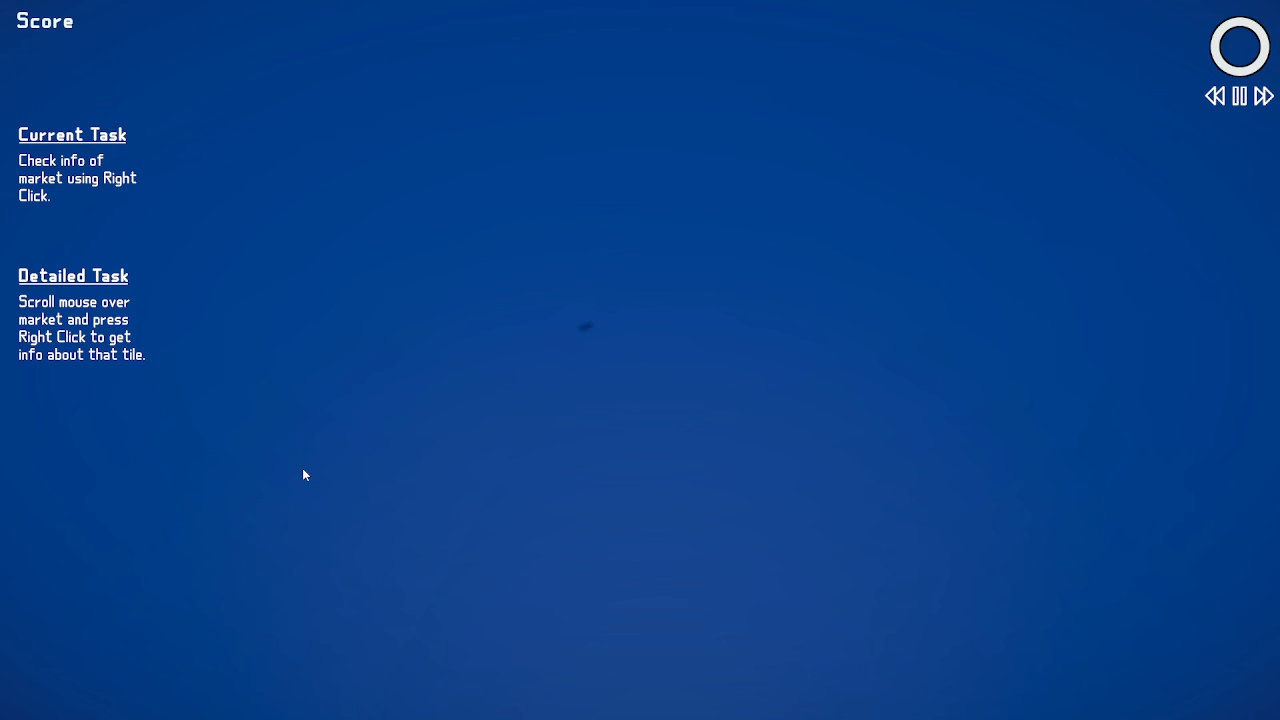 Score
Current Task
Check info of
market using Right
Click.
Detailed Task
Scroll mouse over
market and press
Right Click to get
info about that tile.